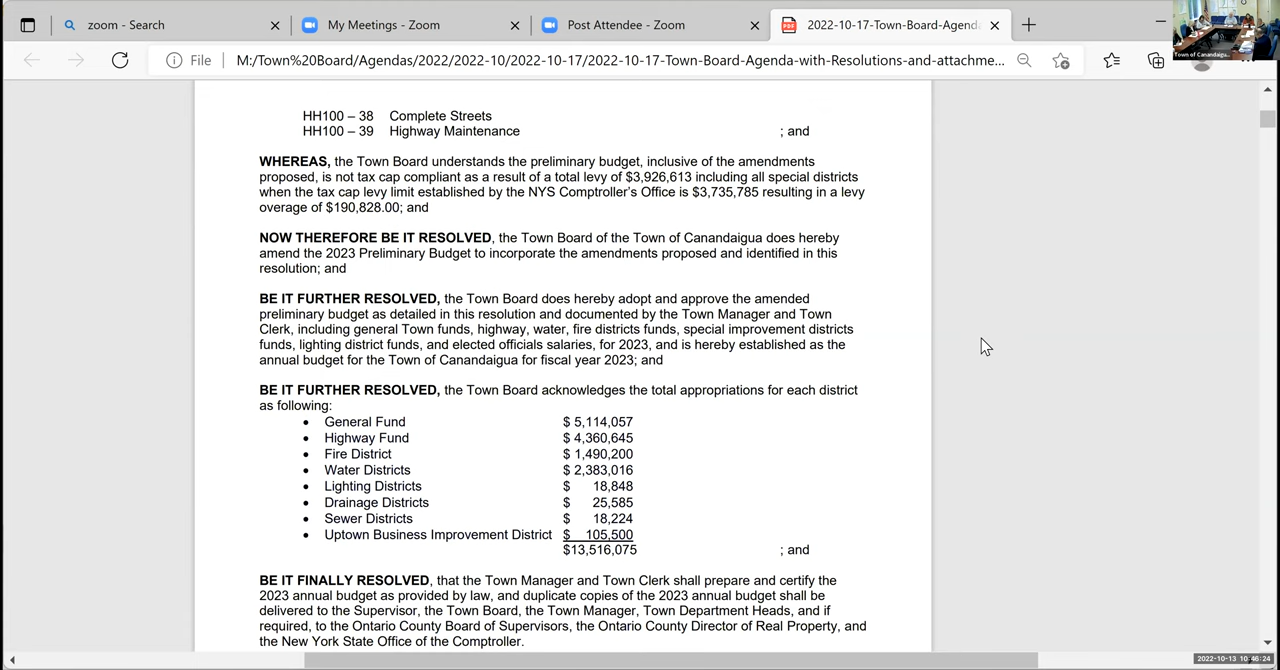 zoom - Search
My Meetings - Zoom
Post Attendee - Zoom
2022-10-17-Town-Board-Agenda
File M:/Town%20Board/Agendas/2022/2022-10/2022-10-17/2022-10-17-Town-Board-Agenda-with-Resolutions-and-attachme...
HH100 – 38 Complete Streets
HH100 – 39 Highway Maintenance ; and
WHEREAS, the Town Board understands the preliminary budget, inclusive of the amendments
proposed, is not tax cap compliant as a result of a total levy of $3,926,613 including all special districts
when the tax cap levy limit established by the NYS Comptroller's Office is $3,735,785 resulting in a levy
overage of $190,828.00; and
NOW THEREFORE BE IT RESOLVED, the Town Board of the Town of Canandaigua does hereby
amend the 2023 Preliminary Budget to incorporate the amendments proposed and identified in this
resolution; and
BE IT FURTHER RESOLVED, the Town Board does hereby adopt and approve the amended
preliminary budget as detailed in this resolution and documented by the Town Manager and Town
Clerk, including general Town funds, highway, water, fire districts funds, special improvement districts
funds, lighting district funds, and elected officials salaries, for 2023, and is hereby established as the
annual budget for the Town of Canandaigua for fiscal year 2023; and
BE IT FURTHER RESOLVED, the Town Board acknowledges the total appropriations for each district
as following:
• General Fund $ 5,114,057
• Highway Fund $ 4,360,645
• Fire District $ 1,490,200
• Water Districts $ 2,383,016
• Lighting Districts $ 18,848
• Drainage Districts $ 25,585
• Sewer Districts $ 18,224
• Uptown Business Improvement District $ 105,500
$13,516,075 ; and
BE IT FINALLY RESOLVED, that the Town Manager and Town Clerk shall prepare and certify the
2023 annual budget as provided by law, and duplicate copies of the 2023 annual budget shall be
delivered to the Supervisor, the Town Board, the Town Manager, Town Department Heads, and if
required, to the Ontario County Board of Supervisors, the Ontario County Director of Real Property, and
the New York State Office of the Comptroller.
Town of Canandaigu...
2022-10-13 10:46:24